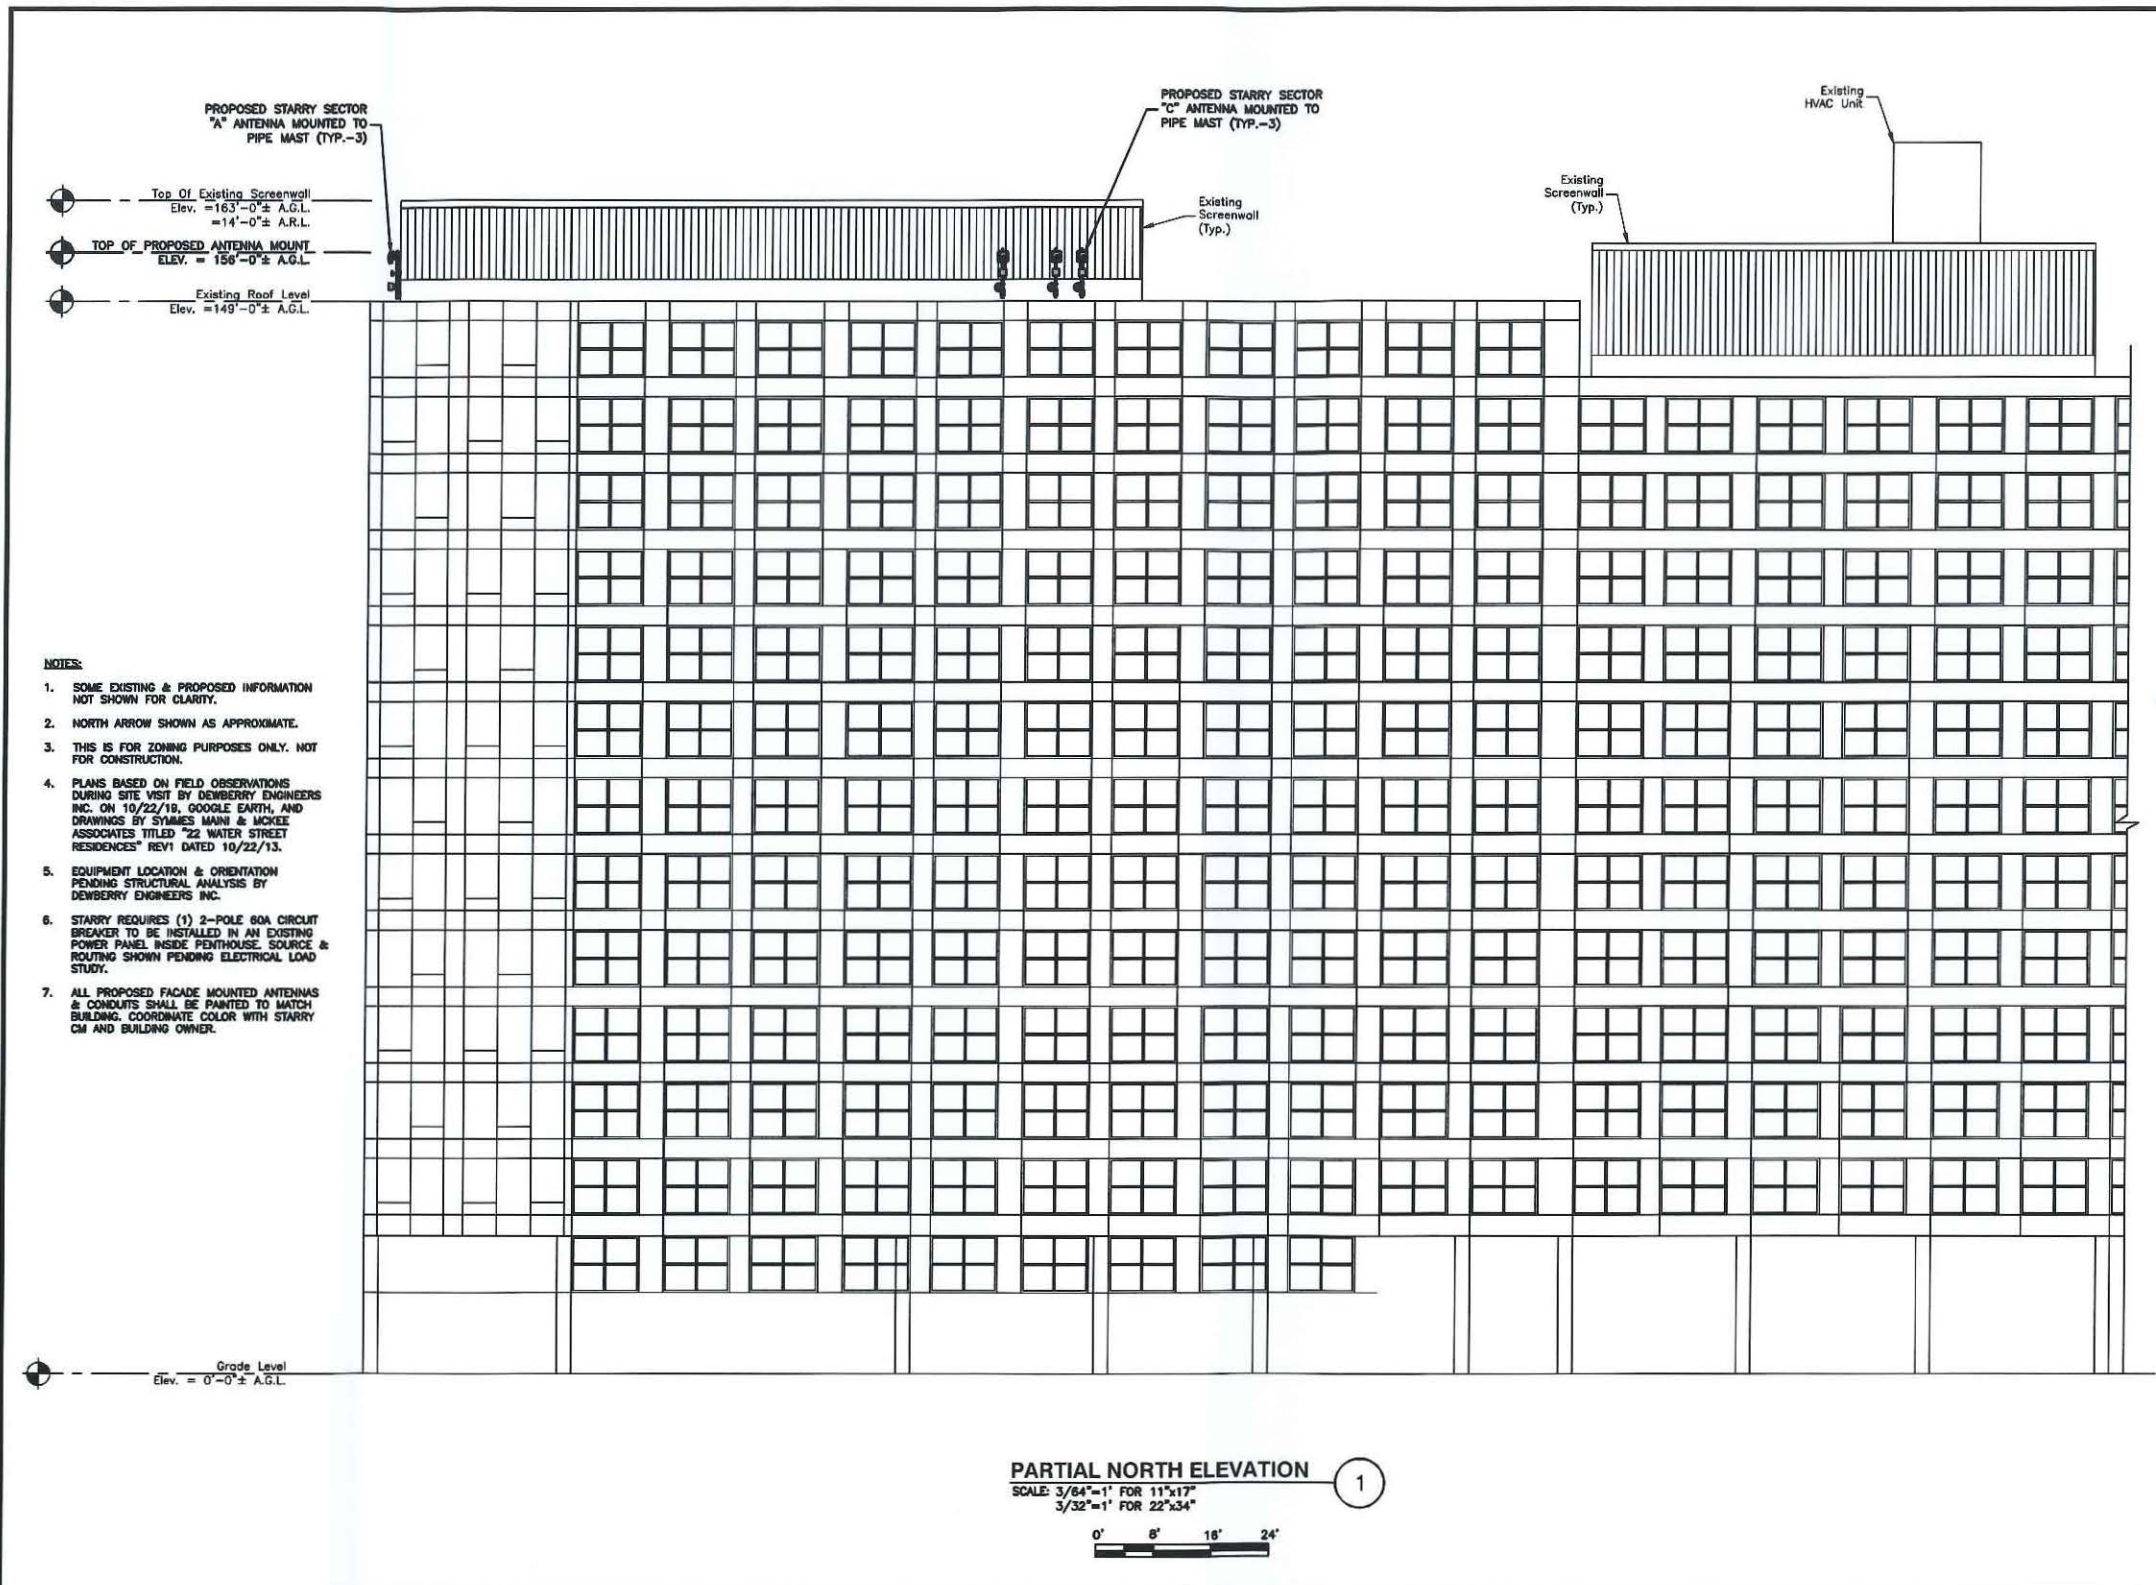 PROPOSED STARRY SECTOR
"A" ANTENNA MOUNTED TO
PIPE MAST (TYP.-3)
PROPOSED STARRY SECTOR
"C" ANTENNA MOUNTED TO
PIPE MAST (TYP.-3)
Existing
HVAC Unit
Existing
Screenwall
(Typ.)
Existing
Screenwall
(Typ.)
Top Of Existing Screenwall
Elev. =163'-0"± A.G.L.
=14'-0"± A.R.L.
TOP OF PROPOSED ANTENNA MOUNT
ELEV. = 156'-0"± A.G.L.
Existing Roof Level
Elev. =149'-0"± A.G.L.
NOTES:
1. SOME EXISTING & PROPOSED INFORMATION
NOT SHOWN FOR CLARITY.
2. NORTH ARROW SHOWN AS APPROXIMATE.
3. THIS IS FOR ZONING PURPOSES ONLY. NOT
FOR CONSTRUCTION.
4. PLANS BASED ON FIELD OBSERVATIONS
DURING SITE VISIT BY DEWBERRY ENGINEERS
INC. ON 10/22/19, GOOGLE EARTH, AND
DRAWINGS BY SYMMES MAINI & MCKEE
ASSOCIATES TITLED "22 WATER STREET
RESIDENCES" REV1 DATED 10/22/13.
5. EQUIPMENT LOCATION & ORIENTATION
PENDING STRUCTURAL ANALYSIS BY
DEWBERRY ENGINEERS INC.
6. STARRY REQUIRES (1) 2-POLE 60A CIRCUIT
BREAKER TO BE INSTALLED IN AN EXISTING
POWER PANEL INSIDE PENTHOUSE. SOURCE &
ROUTING SHOWN PENDING ELECTRICAL LOAD
STUDY.
7. ALL PROPOSED FACADE MOUNTED ANTENNAS
& CONDUITS SHALL BE PAINTED TO MATCH
BUILDING. COORDINATE COLOR WITH STARRY
CM AND BUILDING OWNER.
Grade Level
Elev. = 0'-0"± A.G.L.
PARTIAL NORTH ELEVATION 1
SCALE: 3/64"=1' FOR 11"x17"
3/32"=1' FOR 22"x34"
0' 8' 16' 24'